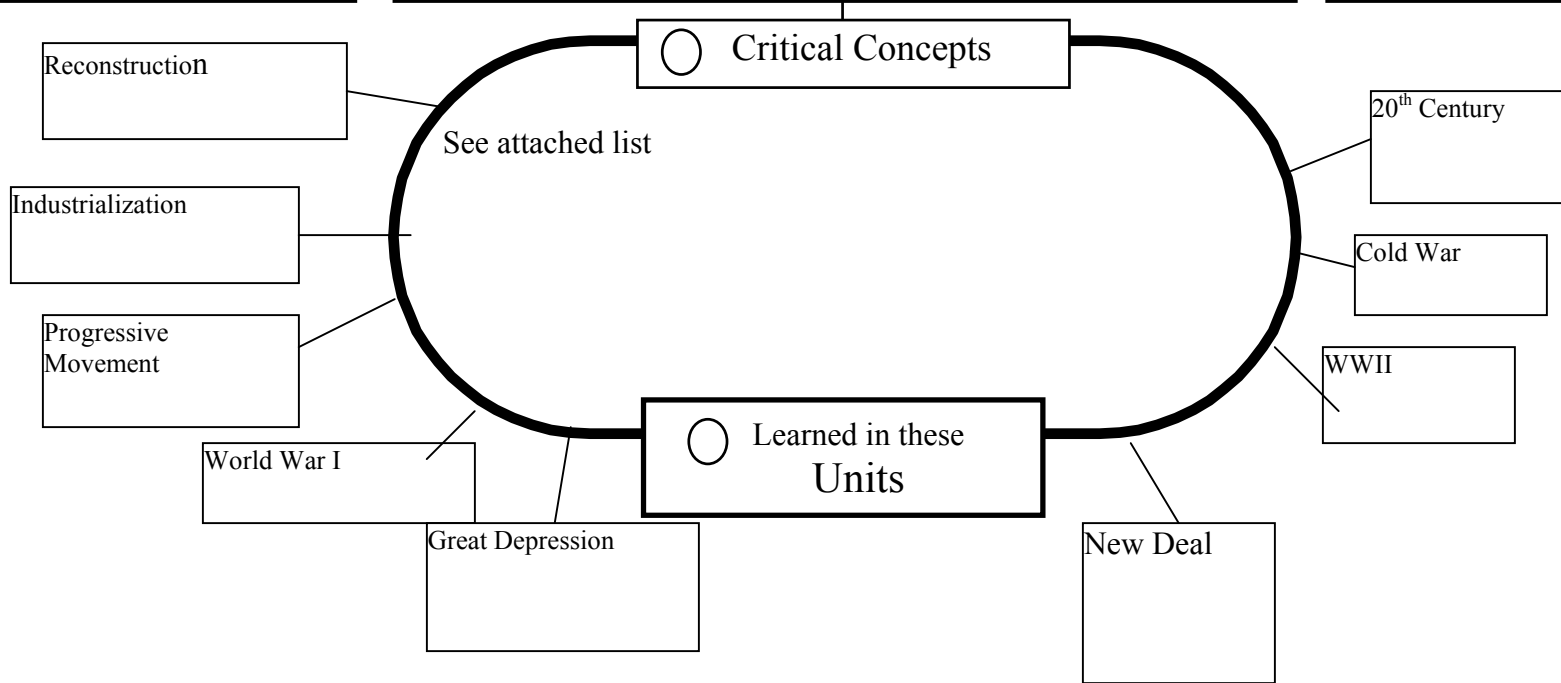 Critical Concepts
Reconstruction
See attached list
20th Century
Industrialization
Cold War
Progressive
Movement
WWII
Learned in these
Units
World War I
Great Depression
New Deal